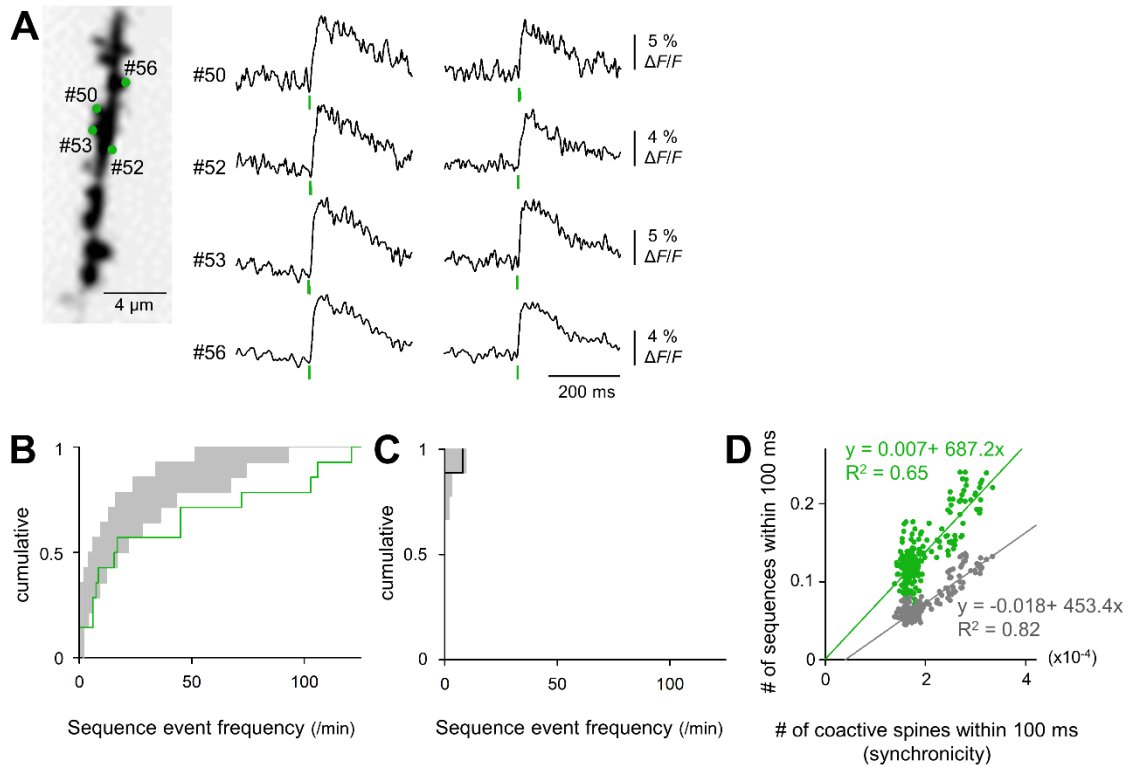 A
#56
#50
#53
#52
4 µm
#50
5 %
ΔF/F
#52
4 %
ΔF/F
#53
5 %
ΔF/F
#56
4 %
ΔF/F
200 ms
B
1
0.5
0
cumulative
0
50
100
Sequence event frequency (/min)
C
1
0.5
0
cumulative
0
50
100
Sequence event frequency (/min)
D
y = 0.007+ 687.2x
R² = 0.65
0.2
0.1
0
# of sequences within 100 ms
y = -0.018+ 453.4x
R² = 0.82
(x10⁻⁴)
0
2
4
# of coactive spines within 100 ms
(synchronicity)